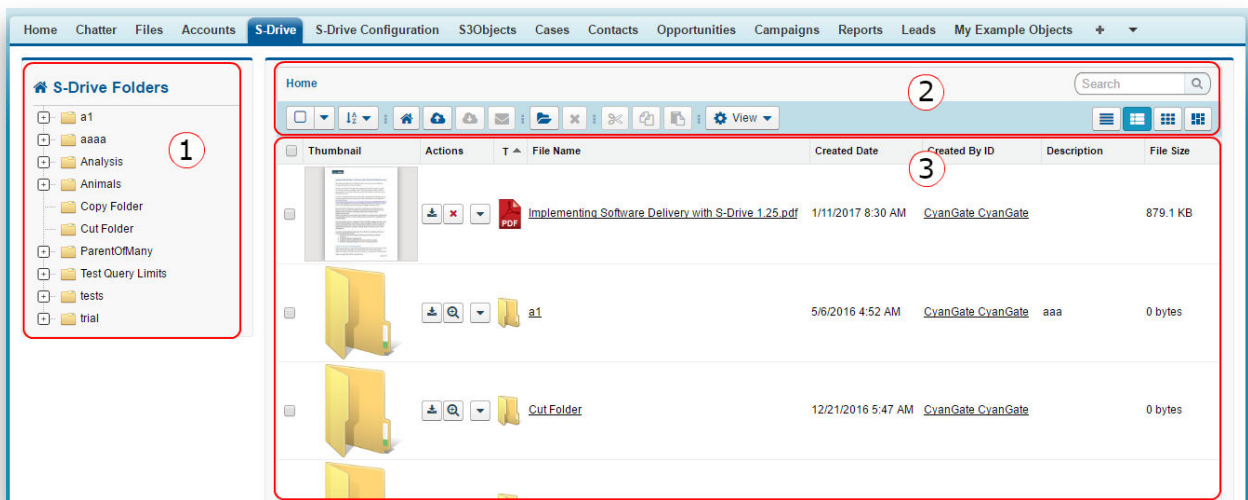 Home Chatter Files Accounts S-Drive S-Drive Configuration S3Objects Cases Contacts Opportunities Campaigns Reports Leads My Example Objects +
S-Drive Folders
a1
aaaa
Analysis
Animals
Copy Folder
Cut Folder
ParentOfMany
Test Query Limits
tests
trial
1
Home
Search
2
View
Thumbnail Actions T File Name Created Date Created By ID Description File Size
3
PDF
Implementing Software Delivery with S-Drive 1.25.pdf 1/11/2017 8:30 AM CyanGate CyanGate 879.1 KB
a1 5/6/2016 4:52 AM CyanGate CyanGate aaa 0 bytes
Cut Folder 12/21/2016 5:47 AM CyanGate CyanGate 0 bytes